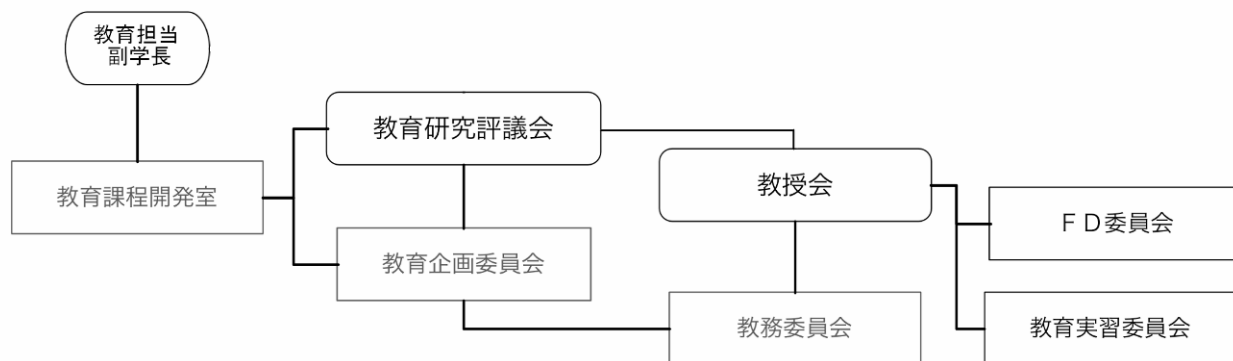 教育担当
副学長
教育研究評議会
教授会
教育課程開発室
ＦＤ委員会
教育企画委員会
教務委員会
教育実習委員会